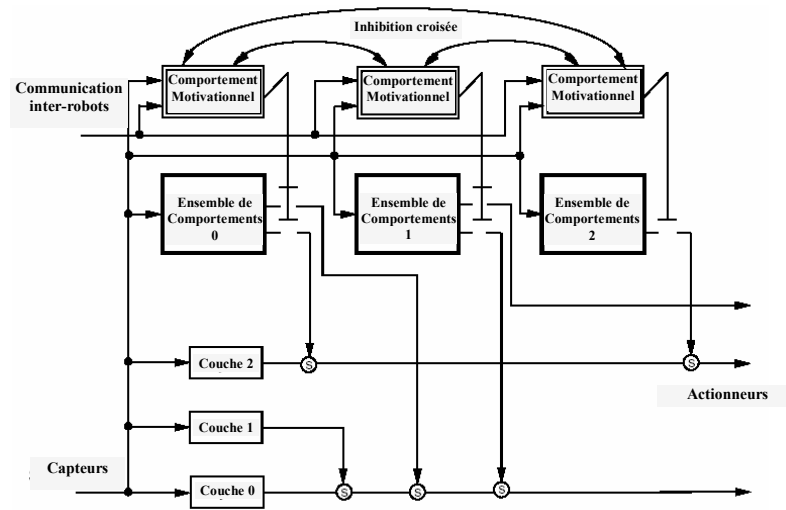 Inhibition croisée
Communication
inter-robots
Comportement
Motivationnel
Comportement
Motivationnel
Comportement
Motivationnel
Ensemble de
Comportements
0
Ensemble de
Comportements
1
Ensemble de
Comportements
2
Couche 2
S
S
Actionneurs
Couche 1
Capteurs
Couche 0
S
S
S